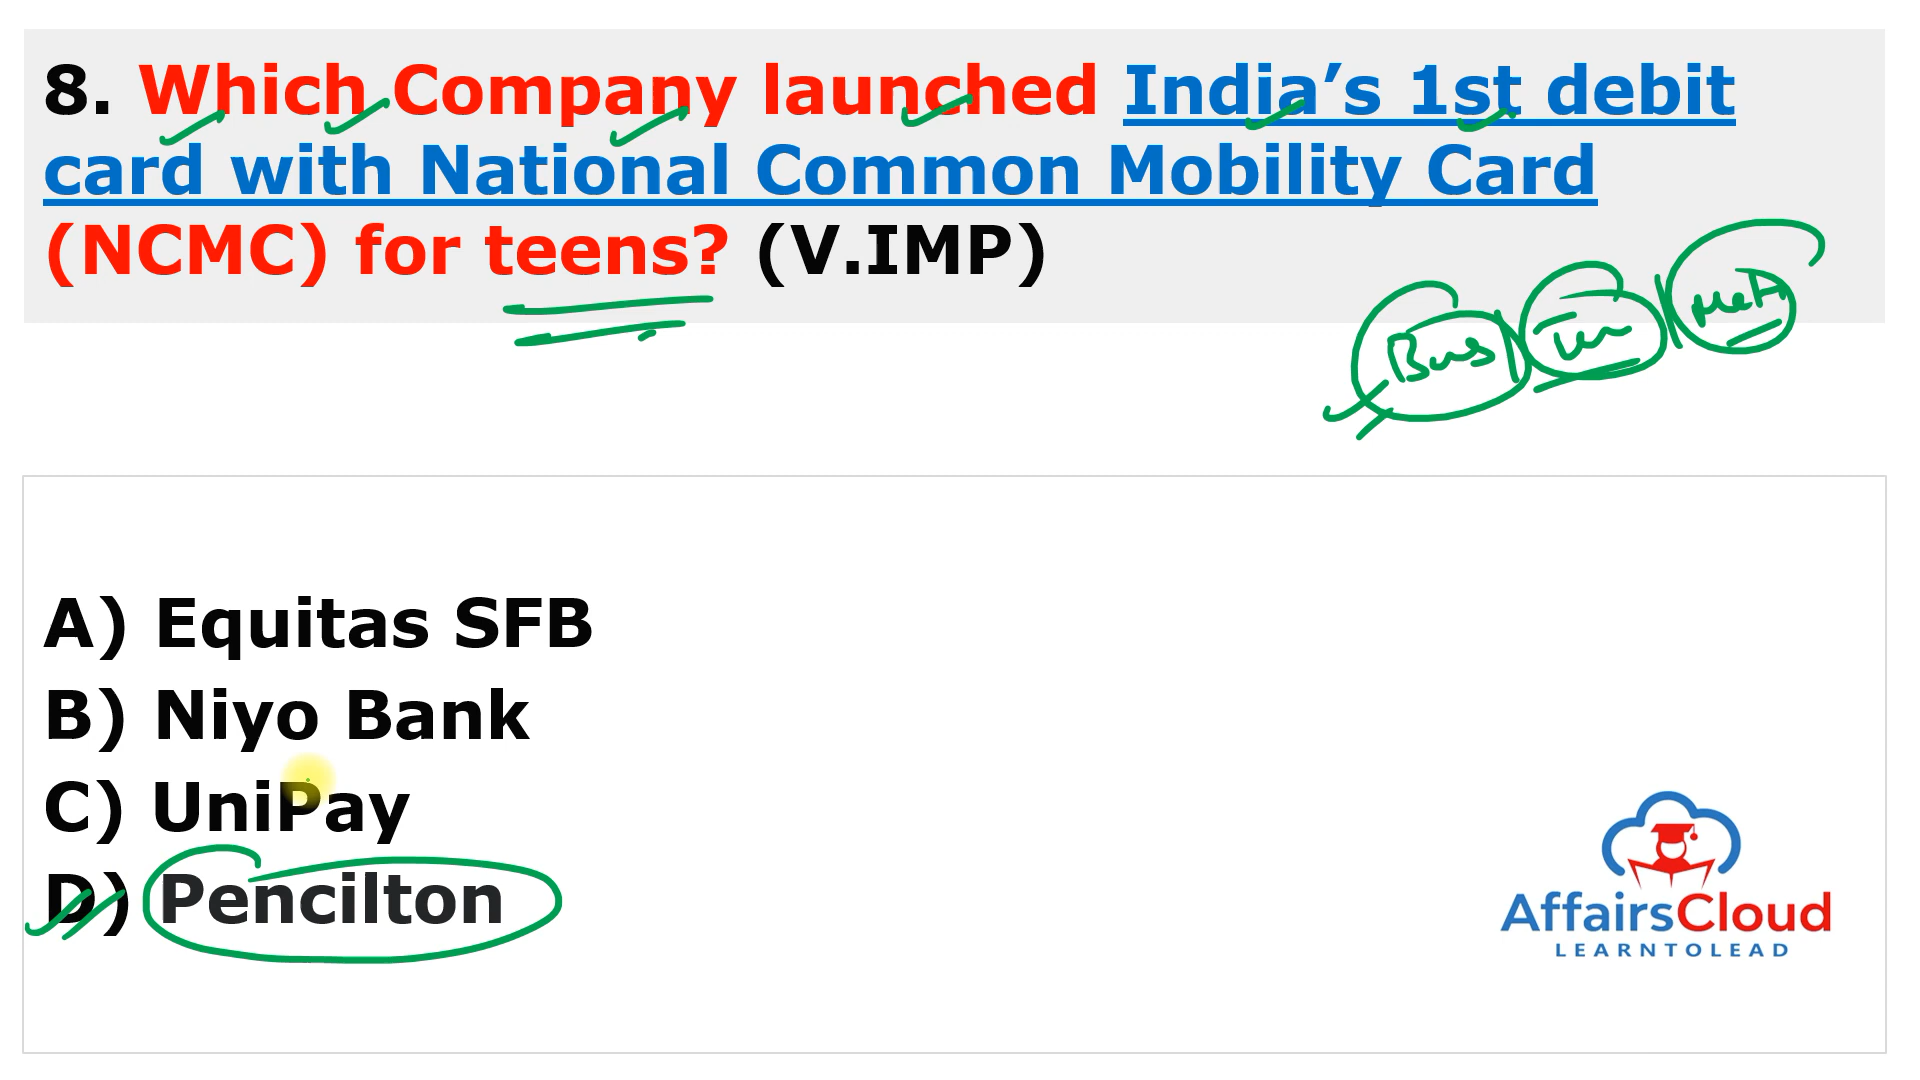 8. Which Company launched India’s 1st debit
card with National Common Mobility Card
(NCMC) for teens? (V.IMP)
Bus
A) Equitas SFB
B) Niyo Bank
C) UniPay
D) Pencilton
AffairsCloud
LEARNTOLEAD